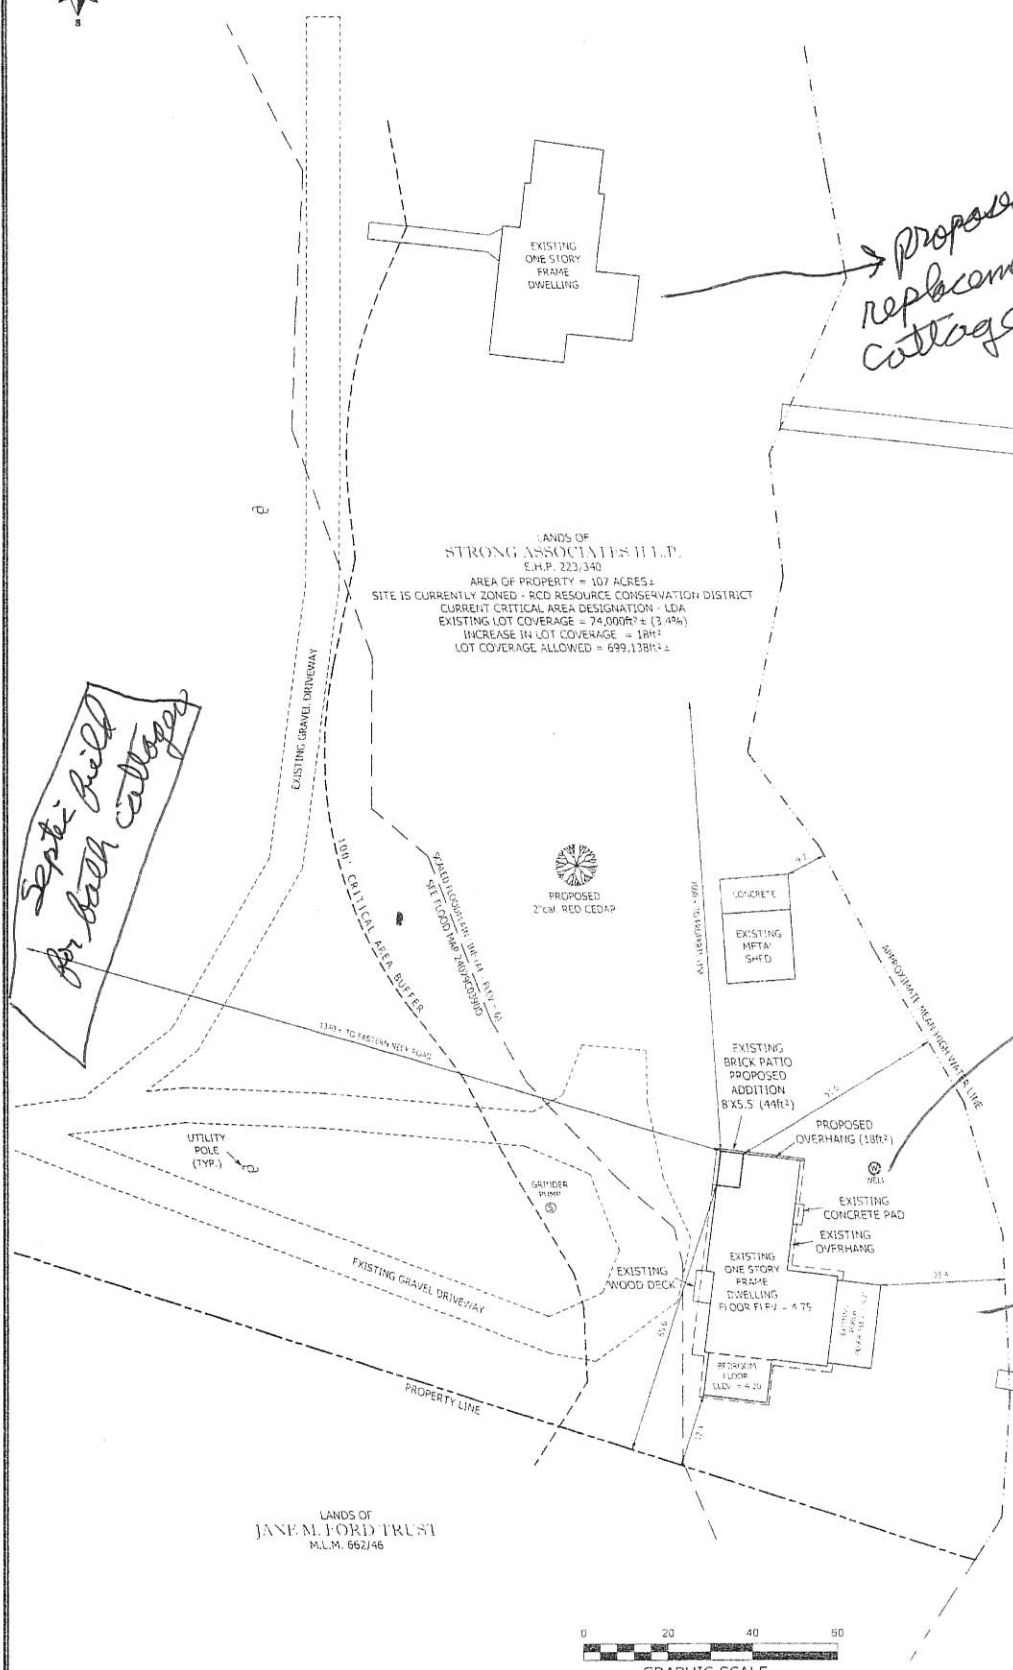 S
EXISTING
ONE STORY
FRAME
DWELLING
LANDS OF
STRONG ASSOCIATES II L.P.
E.H.P. 223/340
AREA OF PROPERTY = 107 ACRES±
SITE IS CURRENTLY ZONED - RCD RESOURCE CONSERVATION DISTRICT
CURRENT CRITICAL AREA DESIGNATION - LDA
EXISTING LOT COVERAGE = 74,000ft² ± (3.4%)
INCREASE IN LOT COVERAGE = 18ft²
LOT COVERAGE ALLOWED = 699,138ft² ±
EXISTING GRAVEL DRIVEWAY
Septic field
for both cottages
100' CRITICAL AREA BUFFER
SEE FLOOD MAP
PROPOSED
2"cal. RED CEDAR
CONCRETE
EXISTING
METAL
SHED
APPROXIMATE MEAN HIGH WATER LINE
TO EASTERN NECK ROAD
EXISTING
BRICK PATIO
PROPOSED
ADDITION
8'X5.5' (44ft²)
PROPOSED
OVERHANG (18ft²)
W
WELL
UTILITY
POLE
(TYP.)
GRINDER
PUMP
S
EXISTING
CONCRETE PAD
EXISTING
OVERHANG
EXISTING
WOOD DECK
EXISTING
ONE STORY
FRAME
DWELLING
FLOOR ELEV = 4.75
EXISTING GRAVEL DRIVEWAY
BEDROOM
FLOOR
ELEV = 4.20
PROPERTY LINE
LANDS OF
JANE M. FORD TRUST
M.L.M. 662/46
0 20 40 60
GRAPHIC SCALE